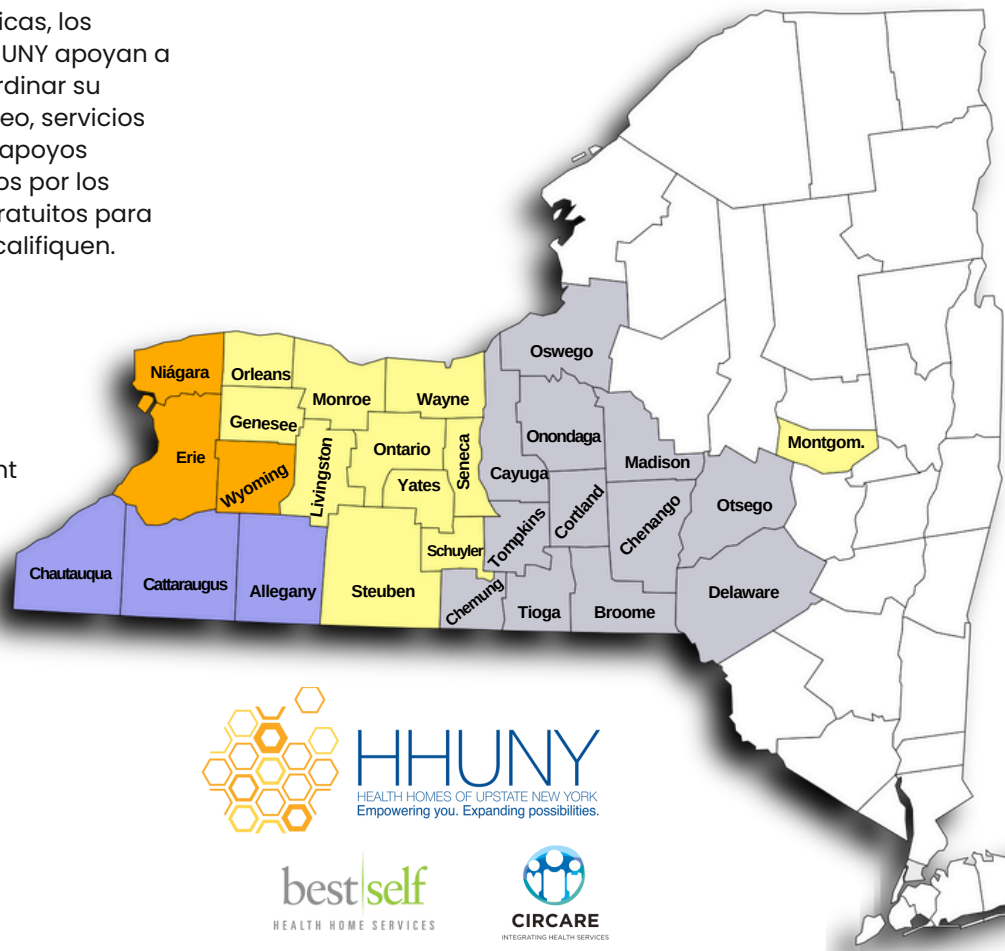 icas, los
UNY apoyan a
rdinar su
eo, servicios
apoyos
os por los
ratuitos para
califiquen.
nt
Niágara
Orleans
Monroe
Wayne
Genesee
Erie
Wyoming
Livingston
Ontario
Yates
Seneca
Schuyler
Chautauqua
Cattaraugus
Allegany
Steuben
Oswego
Onondaga
Cayuga
Madison
Montgom.
Tompkins
Cortland
Chenango
Otsego
Chemung
Tioga
Broome
Delaware
HHUNY
HEALTH HOMES OF UPSTATE NEW YORK
Empowering you. Expanding possibilities.
best self
HEALTH HOME SERVICES
CIRCARE
INTEGRATING HEALTH SERVICES